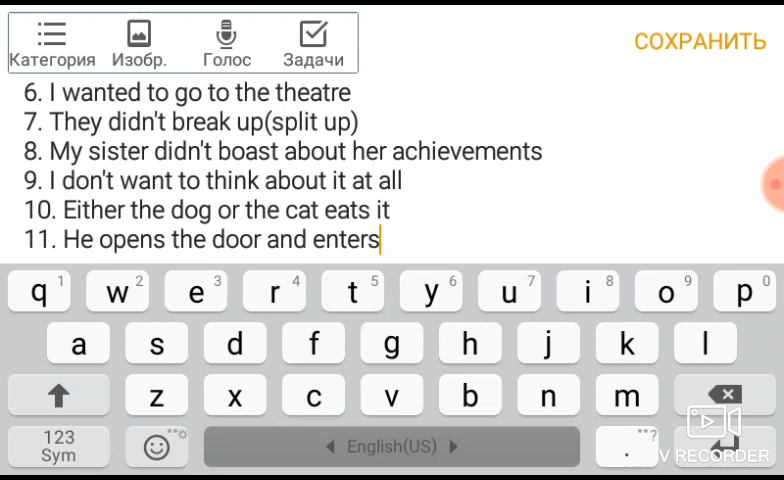 Категория Изобр. Голос Задачи
СОХРАНИТЬ
6. I wanted to go to the theatre
7. They didn't break up(split up)
8. My sister didn't boast about her achievements
9. I don't want to think about it at all
10. Either the dog or the cat eats it
11. He opens the door and enters
q 1 w 2 e 3 r 4 t 5 y 6 u 7 i 8 o 9 p 0
a s d f g h j k l
z x c v b n m
123 Sym English(US) . ?
V RECORDER